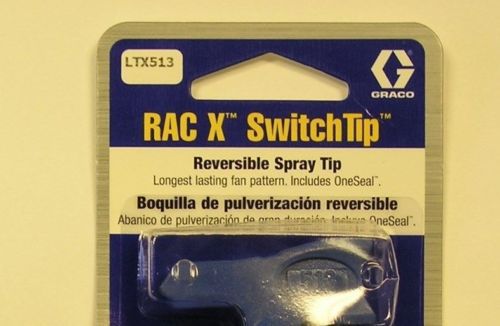 LTX513
GRACO
RAC X™ SwitchTip™
Reversible Spray Tip
Longest lasting fan pattern. Includes OneSeal™.
Boquilla de pulverización reversible
Abanico de pulverización de gran duración. Incluye OneSeal™.